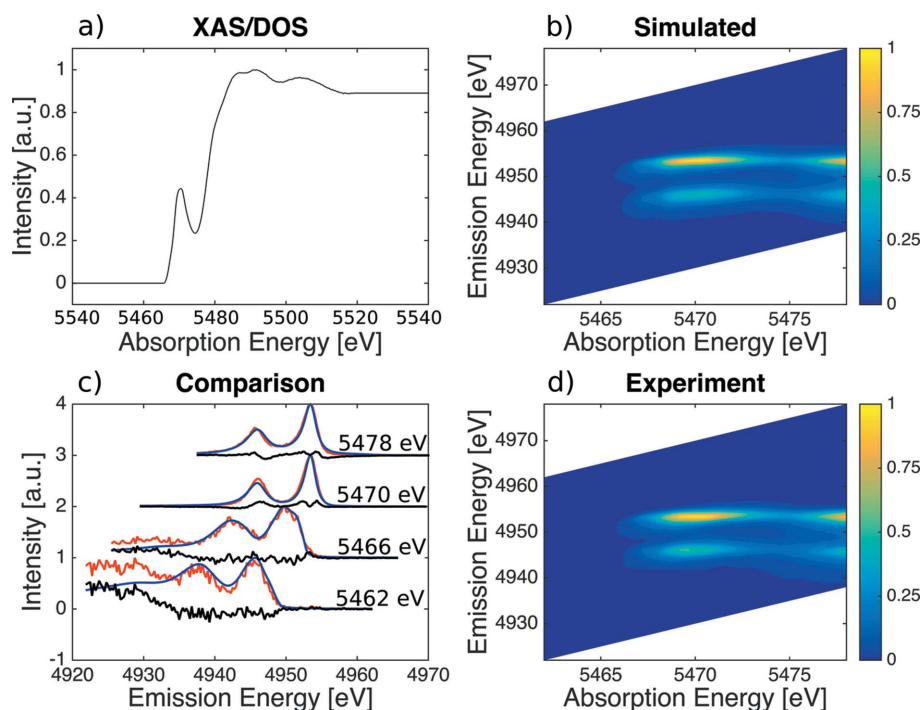 a) XAS/DOS
1
0.8
0.6
0.4
0.2
0
Intensity [a.u.]
5540 5460 5480 5500 5520 5540
Absorption Energy [eV]
b) Simulated
4970
4960
4950
4940
4930
Emission Energy [eV]
5465 5470 5475
1
0.75
0.5
0.25
0
c) Comparison
4
3
2
1
0
-1
Intensity [a.u.]
5478 eV
5470 eV
5466 eV
5462 eV
4920 4930 4940 4950 4960 4970
Emission Energy [eV]
d) Experiment
4970
4960
4950
4940
4930
Emission Energy [eV]
5465 5470 5475
Absorption Energy [eV]
1
0.75
0.5
0.25
0